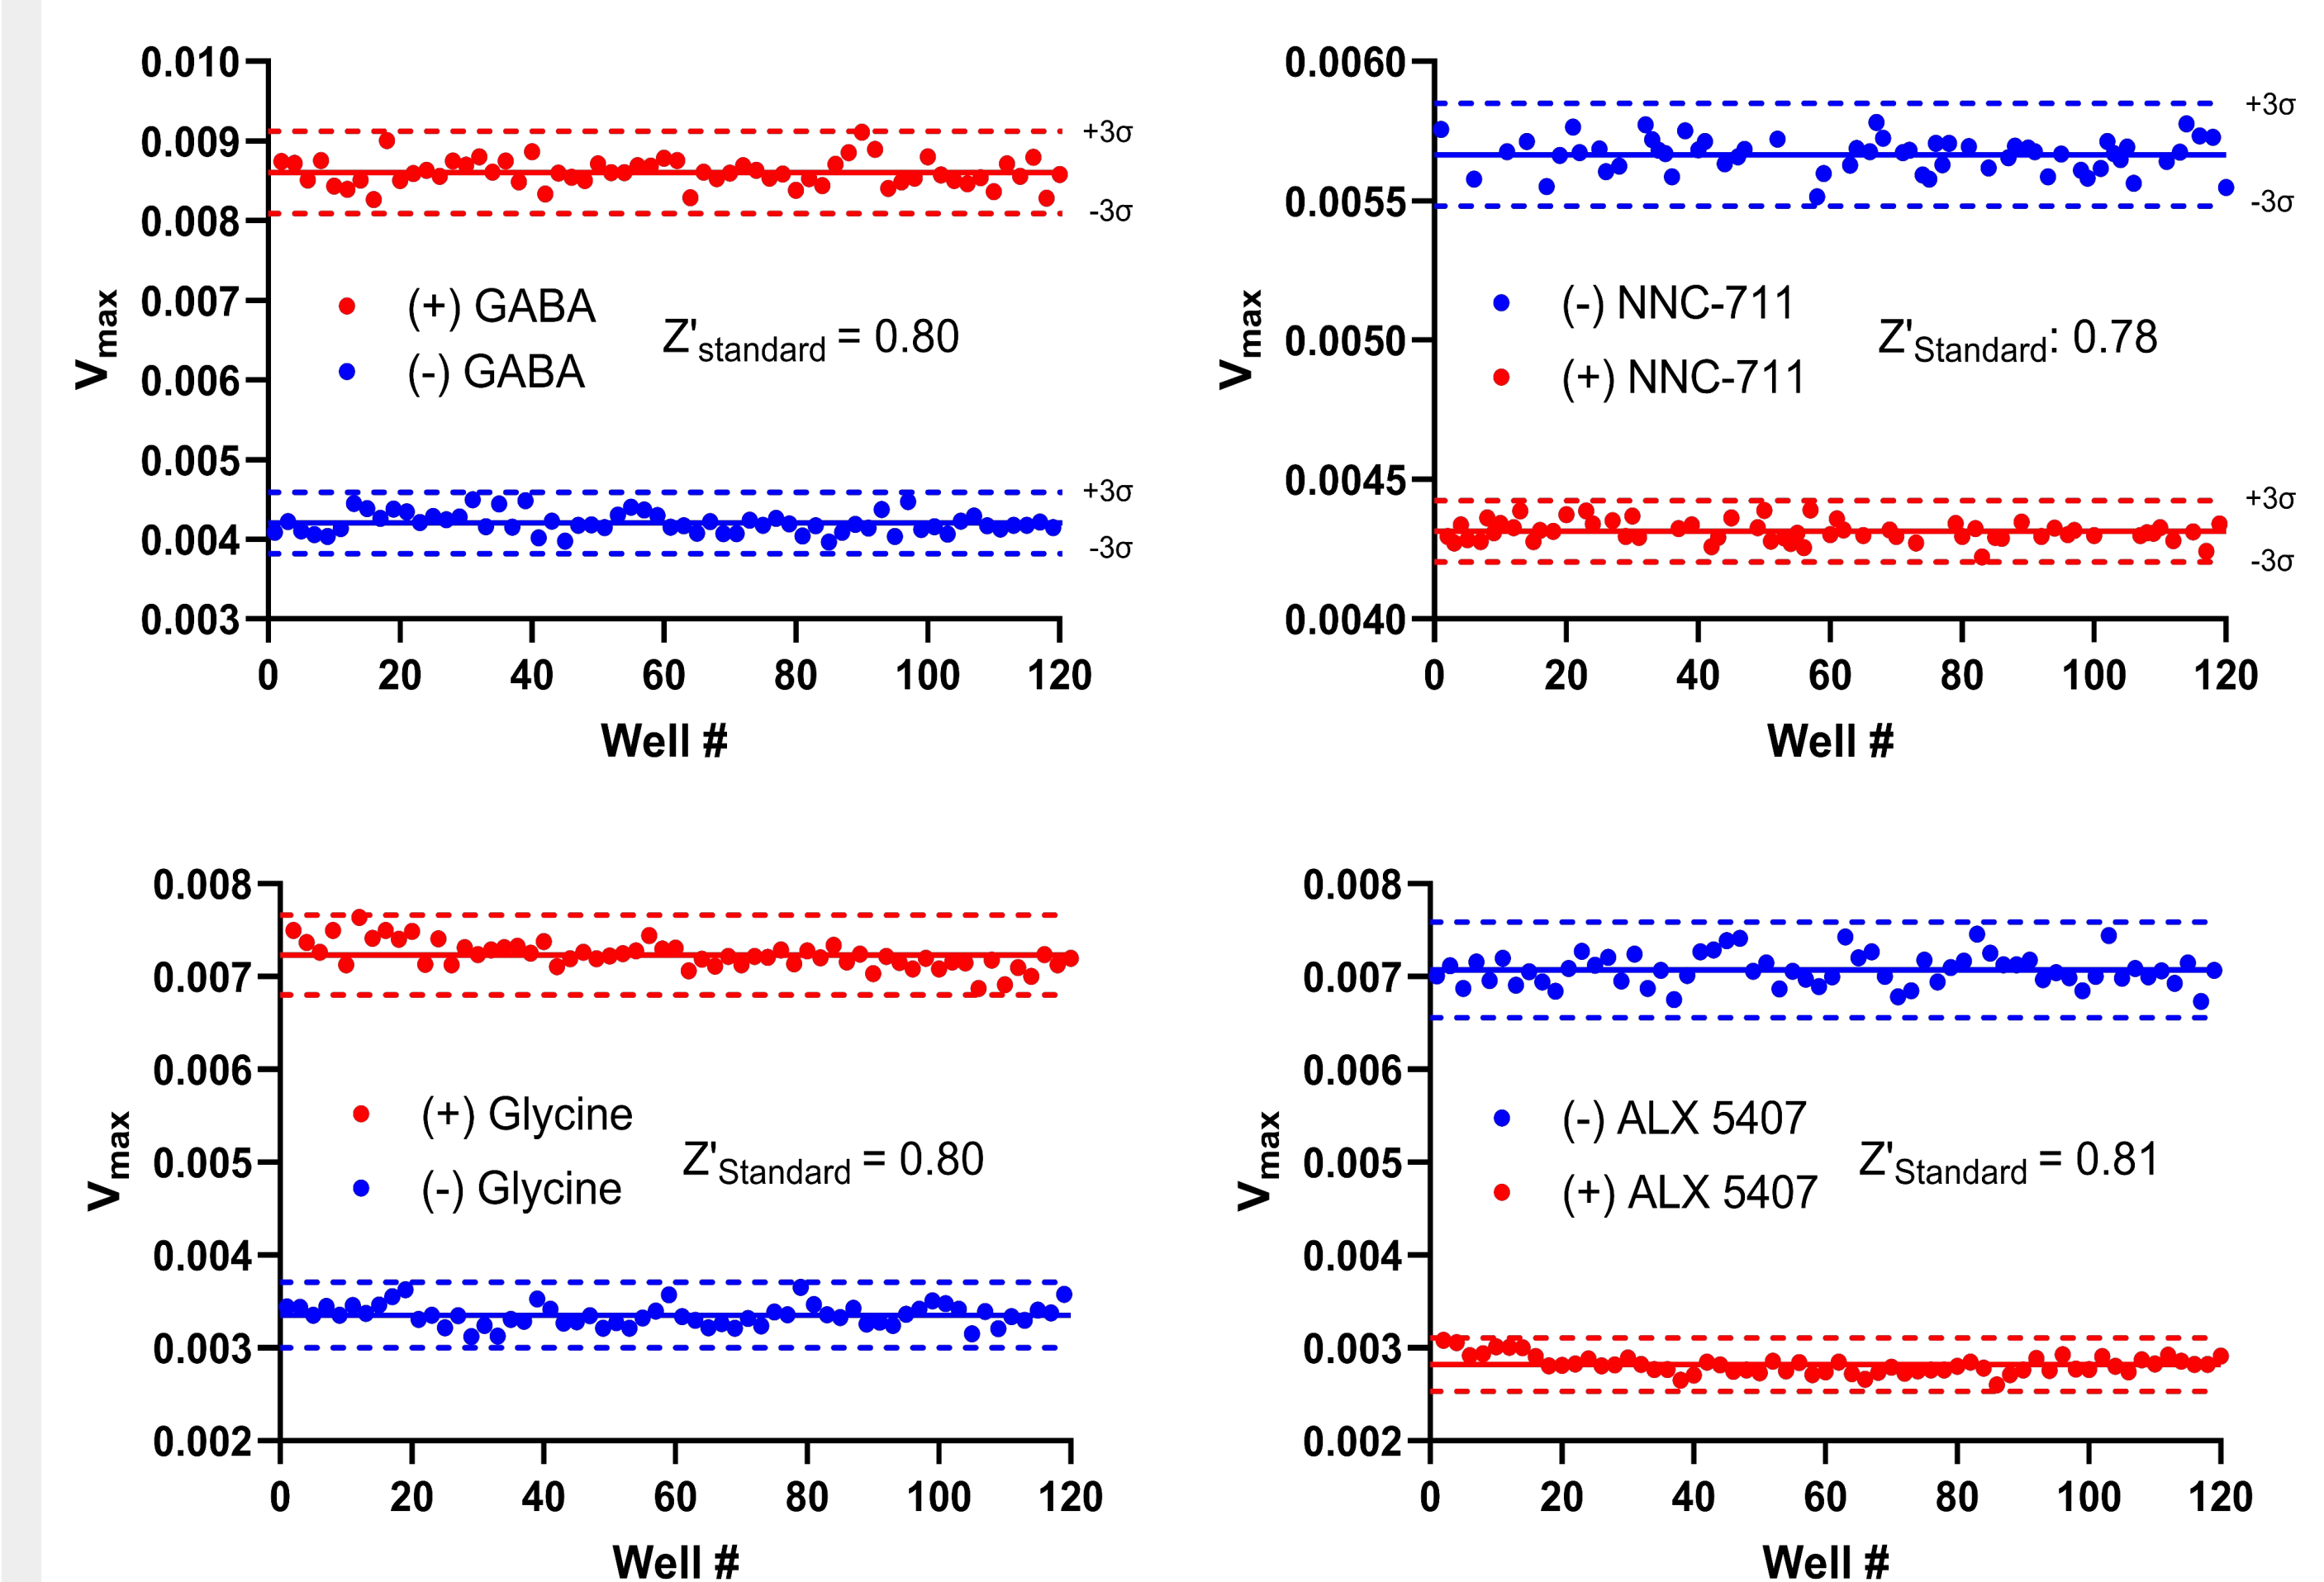 0.010
0.009
0.008
0.007
0.006
0.005
0.004
0.003
Vmax
+3σ
-3σ
(+) GABA
(-) GABA
Z'standard = 0.80
+3σ
-3σ
0 20 40 60 80 100 120
Well #
0.0060
0.0055
0.0050
0.0045
0.0040
Vmax
+3σ
-3σ
(-) NNC-711
(+) NNC-711
Z'Standard: 0.78
+3σ
-3σ
0 20 40 60 80 100 120
Well #
0.008
0.007
0.006
0.005
0.004
0.003
0.002
Vmax
(+) Glycine
(-) Glycine
Z'Standard = 0.80
0 20 40 60 80 100 120
Well #
0.008
0.007
0.006
0.005
0.004
0.003
0.002
Vmax
(-) ALX 5407
(+) ALX 5407
Z'Standard = 0.81
0 20 40 60 80 100 120
Well #